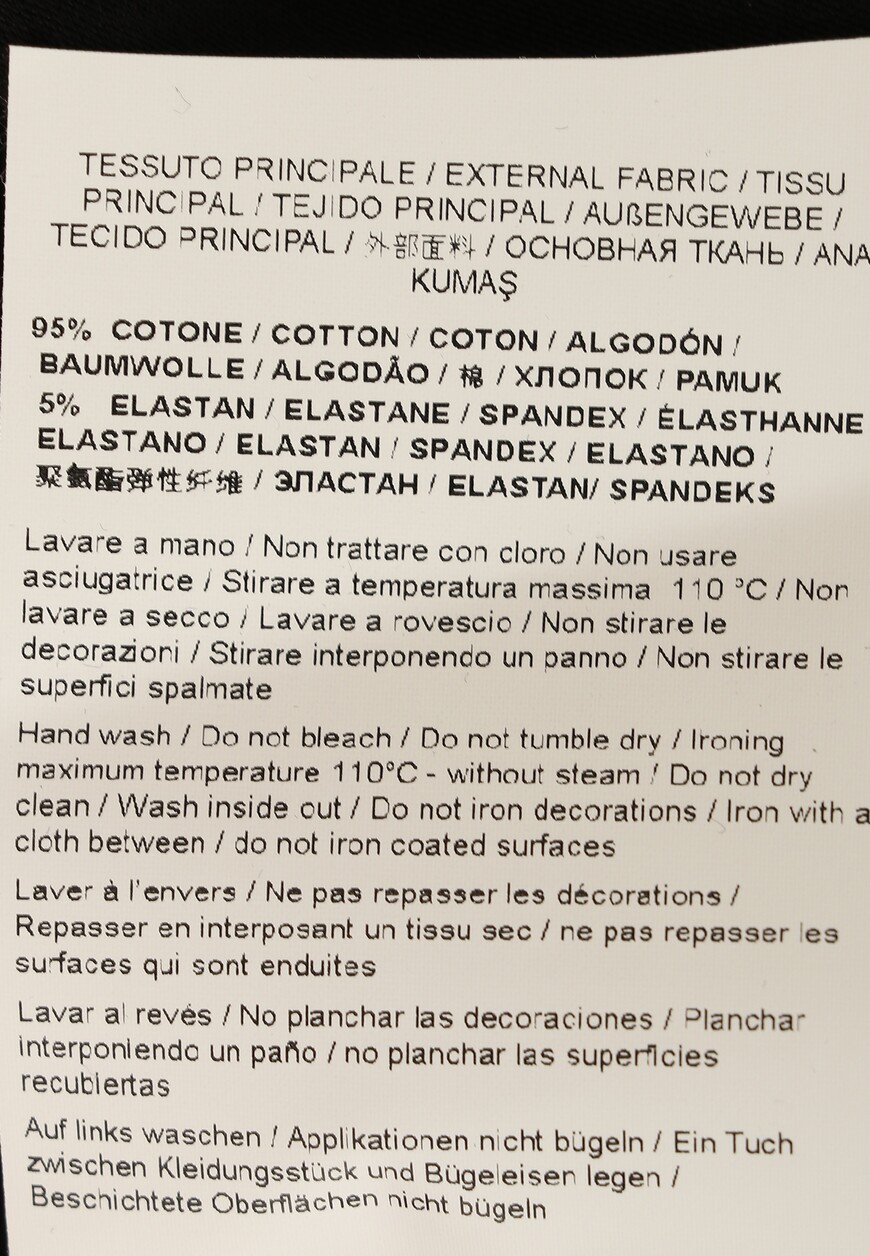 TESSUTO PRINCIPALE / EXTERNAL FABRIC / TISSU
PRINCIPAL / TEJIDO PRINCIPAL / AUßENGEWEBE /
TECIDO PRINCIPAL / 外部面料 / ОСНОВНАЯ ТКАНЬ / ANA
KUMAŞ
95% COTONE / COTTON / COTON / ALGODÓN /
BAUMWOLLE / ALGODÃO / 棉 / ХЛОПОК / PAMUK
5% ELASTAN / ELASTANE / SPANDEX / ÉLASTHANNE
ELASTANO / ELASTAN / SPANDEX / ELASTANO /
聚氨酯弹性纤维 / ЭЛАСТАН / ELASTAN/ SPANDEKS
Lavare a mano / Non trattare con cloro / Non usare
asciugatrice / Stirare a temperatura massima 110 °C / Non
lavare a secco / Lavare a rovescio / Non stirare le
decorazioni / Stirare interponendo un panno / Non stirare le
superfici spalmate
Hand wash / Do not bleach / Do not tumble dry / Ironing
maximum temperature 110°C - without steam / Do not dry
clean / Wash inside out / Do not iron decorations / Iron with a
cloth between / do not iron coated surfaces
Laver à l'envers / Ne pas repasser les décorations /
Repasser en interposant un tissu sec / ne pas repasser les
surfaces qui sont enduites
Lavar al revés / No planchar las decoraciones / Planchar
interponiendo un paño / no planchar las superficies
recubiertas
Auf links waschen / Applikationen nicht bügeln / Ein Tuch
zwischen Kleidungsstück und Bügeleisen legen /
Beschichtete Oberflächen nicht bügeln